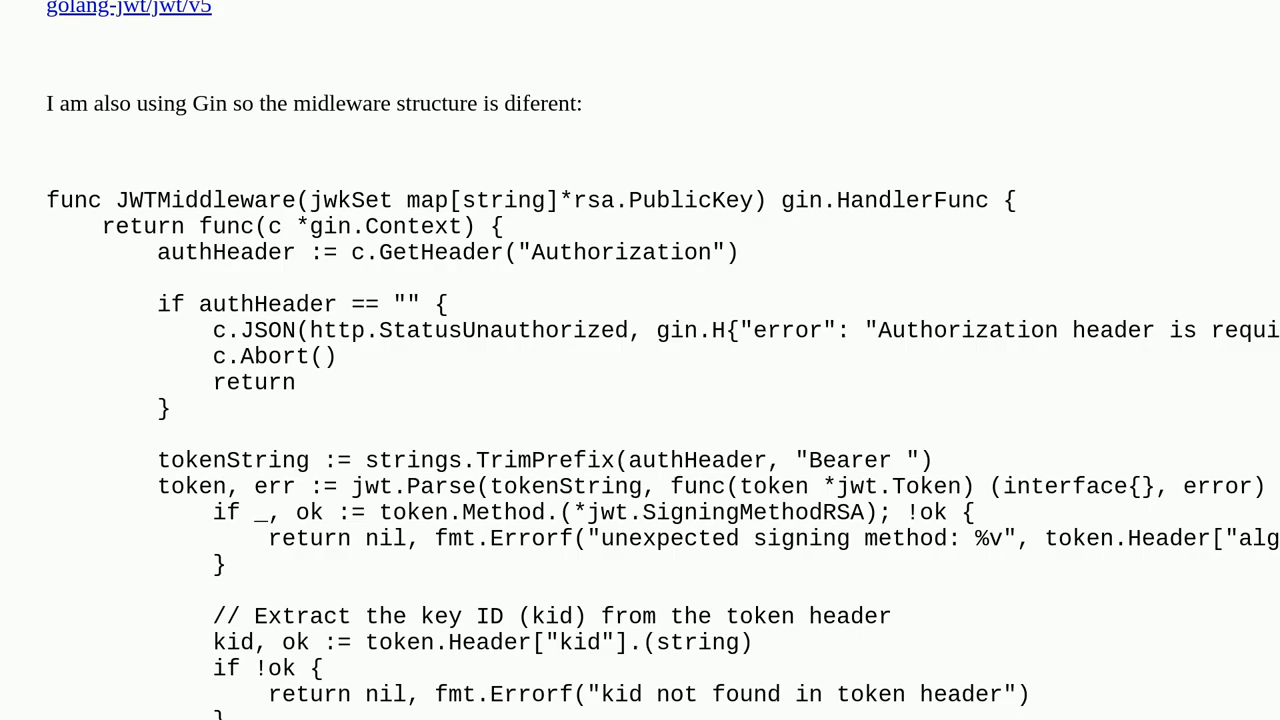 golang-jwt/jwt/v5
I am also using Gin so the midleware structure is diferent:
func JWTMiddleware(jwkSet map[string]*rsa.PublicKey) gin.HandlerFunc {
    return func(c *gin.Context) {
        authHeader := c.GetHeader("Authorization")
        if authHeader == "" {
            c.JSON(http.StatusUnauthorized, gin.H{"error": "Authorization header is requi
            c.Abort()
            return
        }
        tokenString := strings.TrimPrefix(authHeader, "Bearer ")
        token, err := jwt.Parse(tokenString, func(token *jwt.Token) (interface{}, error)
            if _, ok := token.Method.(*jwt.SigningMethodRSA); !ok {
                return nil, fmt.Errorf("unexpected signing method: %v", token.Header["alg
            }
            // Extract the key ID (kid) from the token header
            kid, ok := token.Header["kid"].(string)
            if !ok {
                return nil, fmt.Errorf("kid not found in token header")
            }